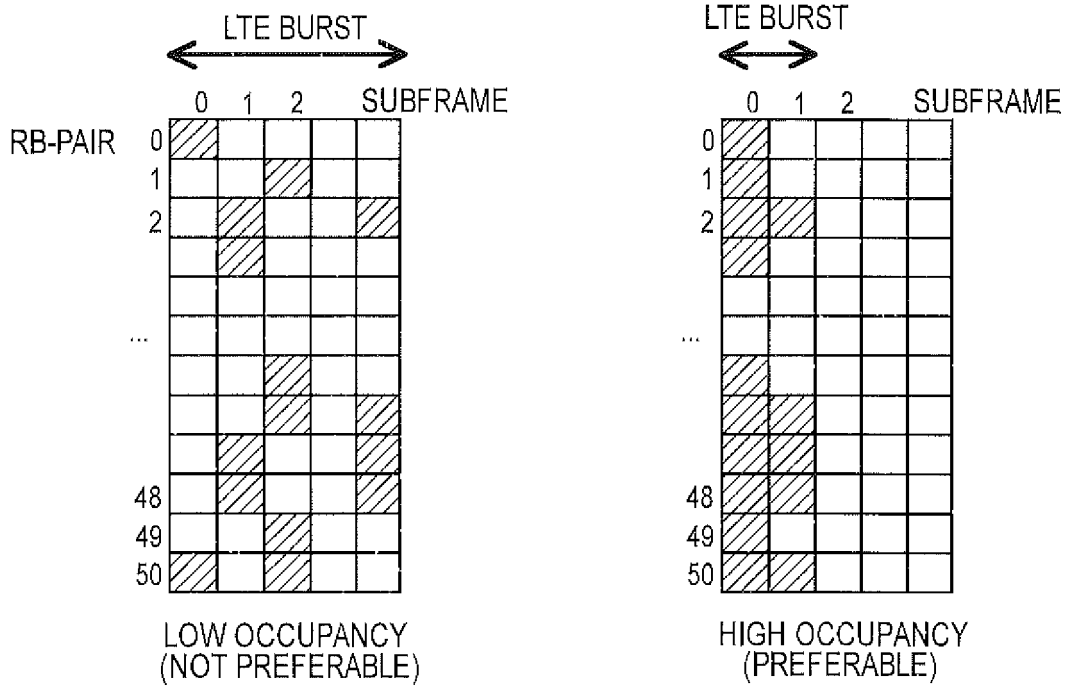 LTE BURST
0 1 2 SUBFRAME
RB-PAIR 0
1
2
...
48
49
50
LOW OCCUPANCY
(NOT PREFERABLE)
LTE BURST
0 1 2 SUBFRAME
0
1
2
...
48
49
50
HIGH OCCUPANCY
(PREFERABLE)